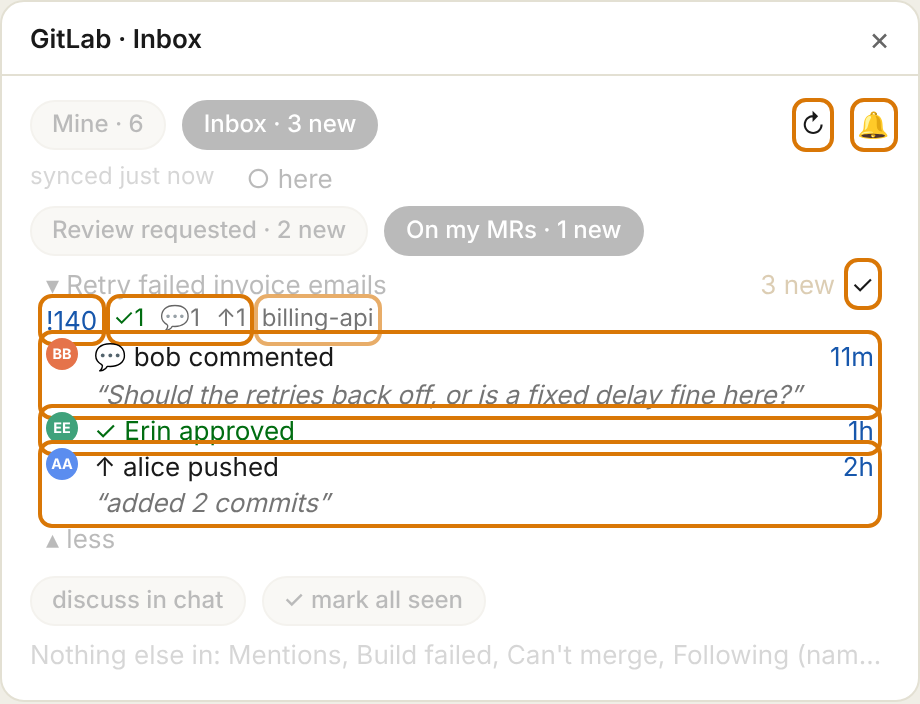 GitLab · Inbox ×
Mine · 6 Inbox · 3 new ↻ 🔔
synced just now ○ here
Review requested · 2 new On my MRs · 1 new
▾ Retry failed invoice emails 3 new ✓
!140 ✓1 💬1 ↑1 billing-api
BB 💬 bob commented 11m
“Should the retries back off, or is a fixed delay fine here?”
EE ✓ Erin approved 1h
AA ↑ alice pushed 2h
“added 2 commits”
▴ less
discuss in chat ✓ mark all seen
Nothing else in: Mentions, Build failed, Can't merge, Following (nam...